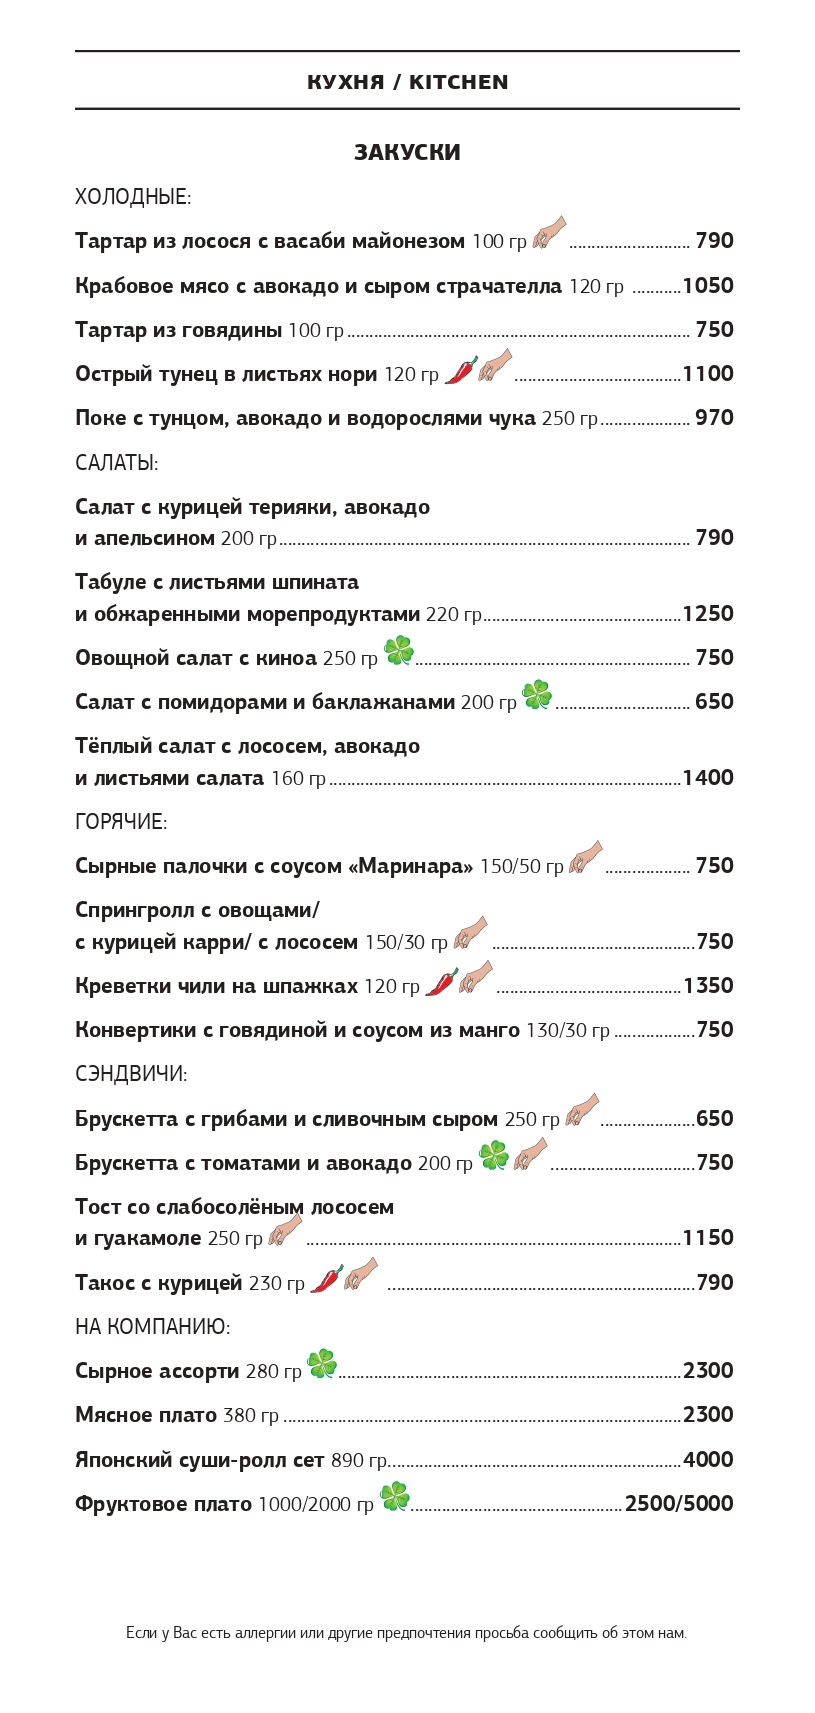 КУХНЯ / KITCHEN
ЗАКУСКИ
ХОЛОДНЫЕ:
Тартар из лосося с васаби майонезом 100 гр .......................... 790
Крабовое мясо с авокадо и сыром страчателла 120 гр ...........1050
Тартар из говядины 100 гр ........................................................................... 750
Острый тунец в листьях нори 120 гр .....................................1100
Поке с тунцом, авокадо и водорослями чука 250 гр.................... 970
САЛАТЫ:
Салат с курицей терияки, авокадо
и апельсином 200 гр........................................................................................... 790
Табуле с листьями шпината
и обжаренными морепродуктами 220 гр............................................1250
Овощной салат с киноа 250 гр ............................................................. 750
Салат с помидорами и баклажанами 200 гр .............................. 650
Тёплый салат с лососем, авокадо
и листьями салата 160 гр ..............................................................................1400
ГОРЯЧИЕ:
Сырные палочки с соусом «Маринара» 150/50 гр ................... 750
Спрингролл с овощами/
с курицей карри/ с лососем 150/30 гр .............................................750
Креветки чили на шпажках 120 гр .........................................1350
Конвертики с говядиной и соусом из манго 130/30 гр ..................750
СЭНДВИЧИ:
Брускетта с грибами и сливочным сыром 250 гр .....................650
Брускетта с томатами и авокадо 200 гр ................................750
Тост со слабосолёным лососем
и гуакамоле 250 гр ...................................................................................1150
Такос с курицей 230 гр ....................................................................790
НА КОМПАНИЮ:
Сырное ассорти 280 гр ............................................................................2300
Мясное плато 380 гр ........................................................................................2300
Японский суши-ролл сет 890 гр.................................................................4000
Фруктовое плато 1000/2000 гр ............................................... 2500/5000
Если у Вас есть аллергии или другие предпочтения просьба сообщить об этом нам.